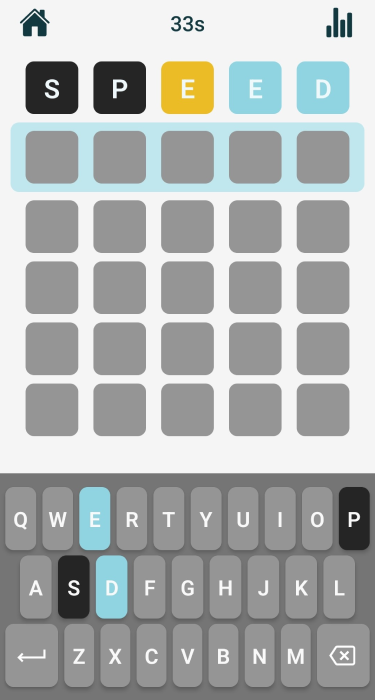 33s
S P E E D
Q W E R T Y U I O P
A S D F G H J K L
Z X C V B N M